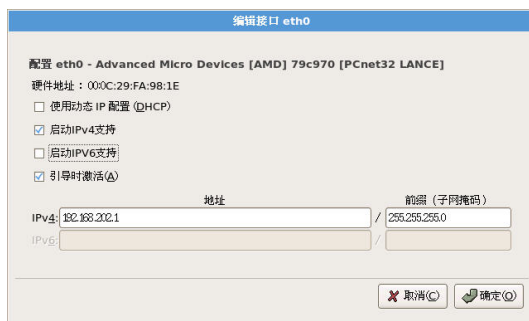 编辑接口 eth0
配置 eth0 - Advanced Micro Devices [AMD] 79c970 [PCnet32 LANCE]
硬件地址：00:0C:29:FA:98:1E
使用动态 IP 配置 (DHCP)
启动IPv4支持
启动IPV6支持
引导时激活(A)
地址 前缀（子网掩码）
IPv4: 192.168.202.1 / 255.255.255.0
IPv6: /
取消(C) 确定(O)